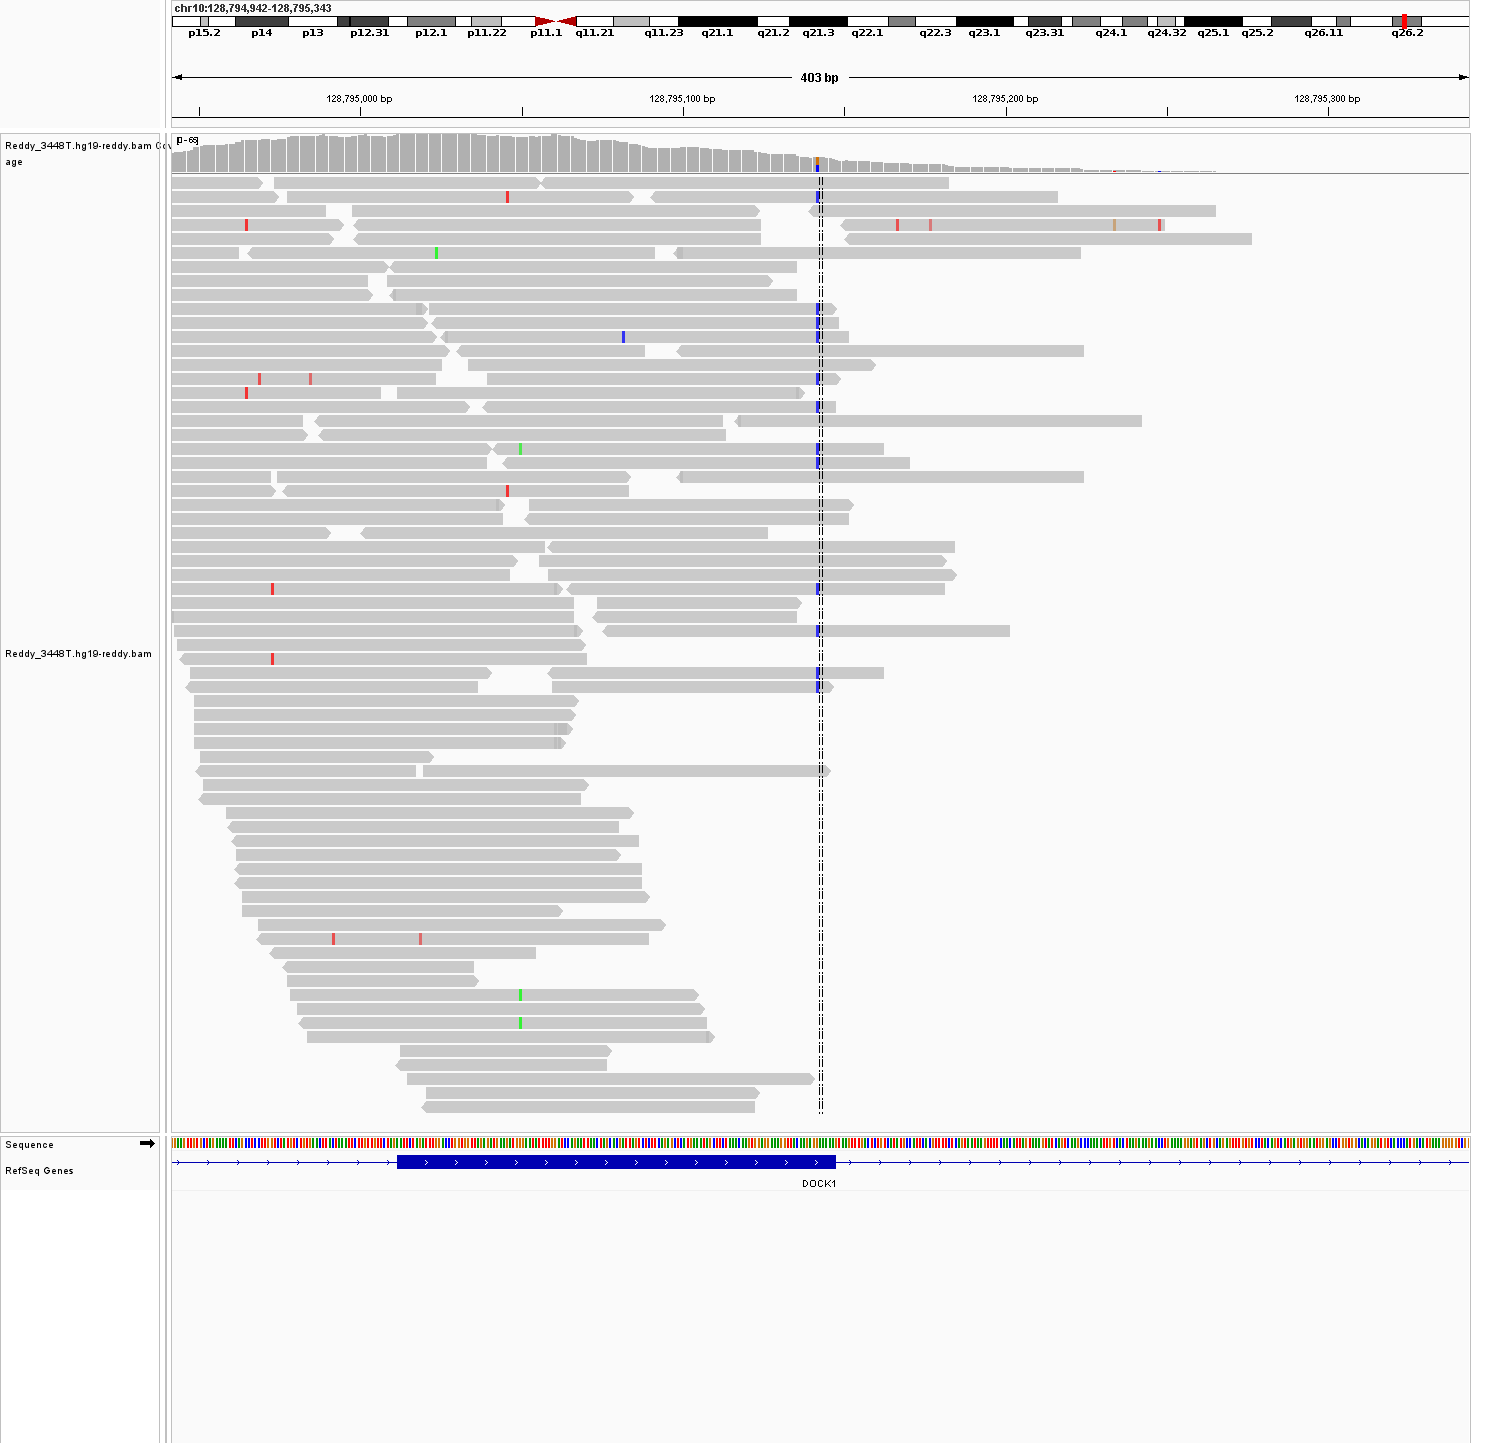 chr10:128,794,942-128,795,343
p15.2 p14 p13 p12.31 p12.1 p11.22 p11.1 q11.21 q11.23 q21.1 q21.2 q21.3 q22.1 q22.3 q23.1 q23.31 q24.1 q24.32 q25.1 q25.2 q26.11 q26.2
403 bp
128,795,000 bp 128,795,100 bp 128,795,200 bp 128,795,300 bp
Reddy_3448T.hg19-reddy.bam Cov
age
Reddy_3448T.hg19-reddy.bam
Sequence
RefSeq Genes
DOCK1